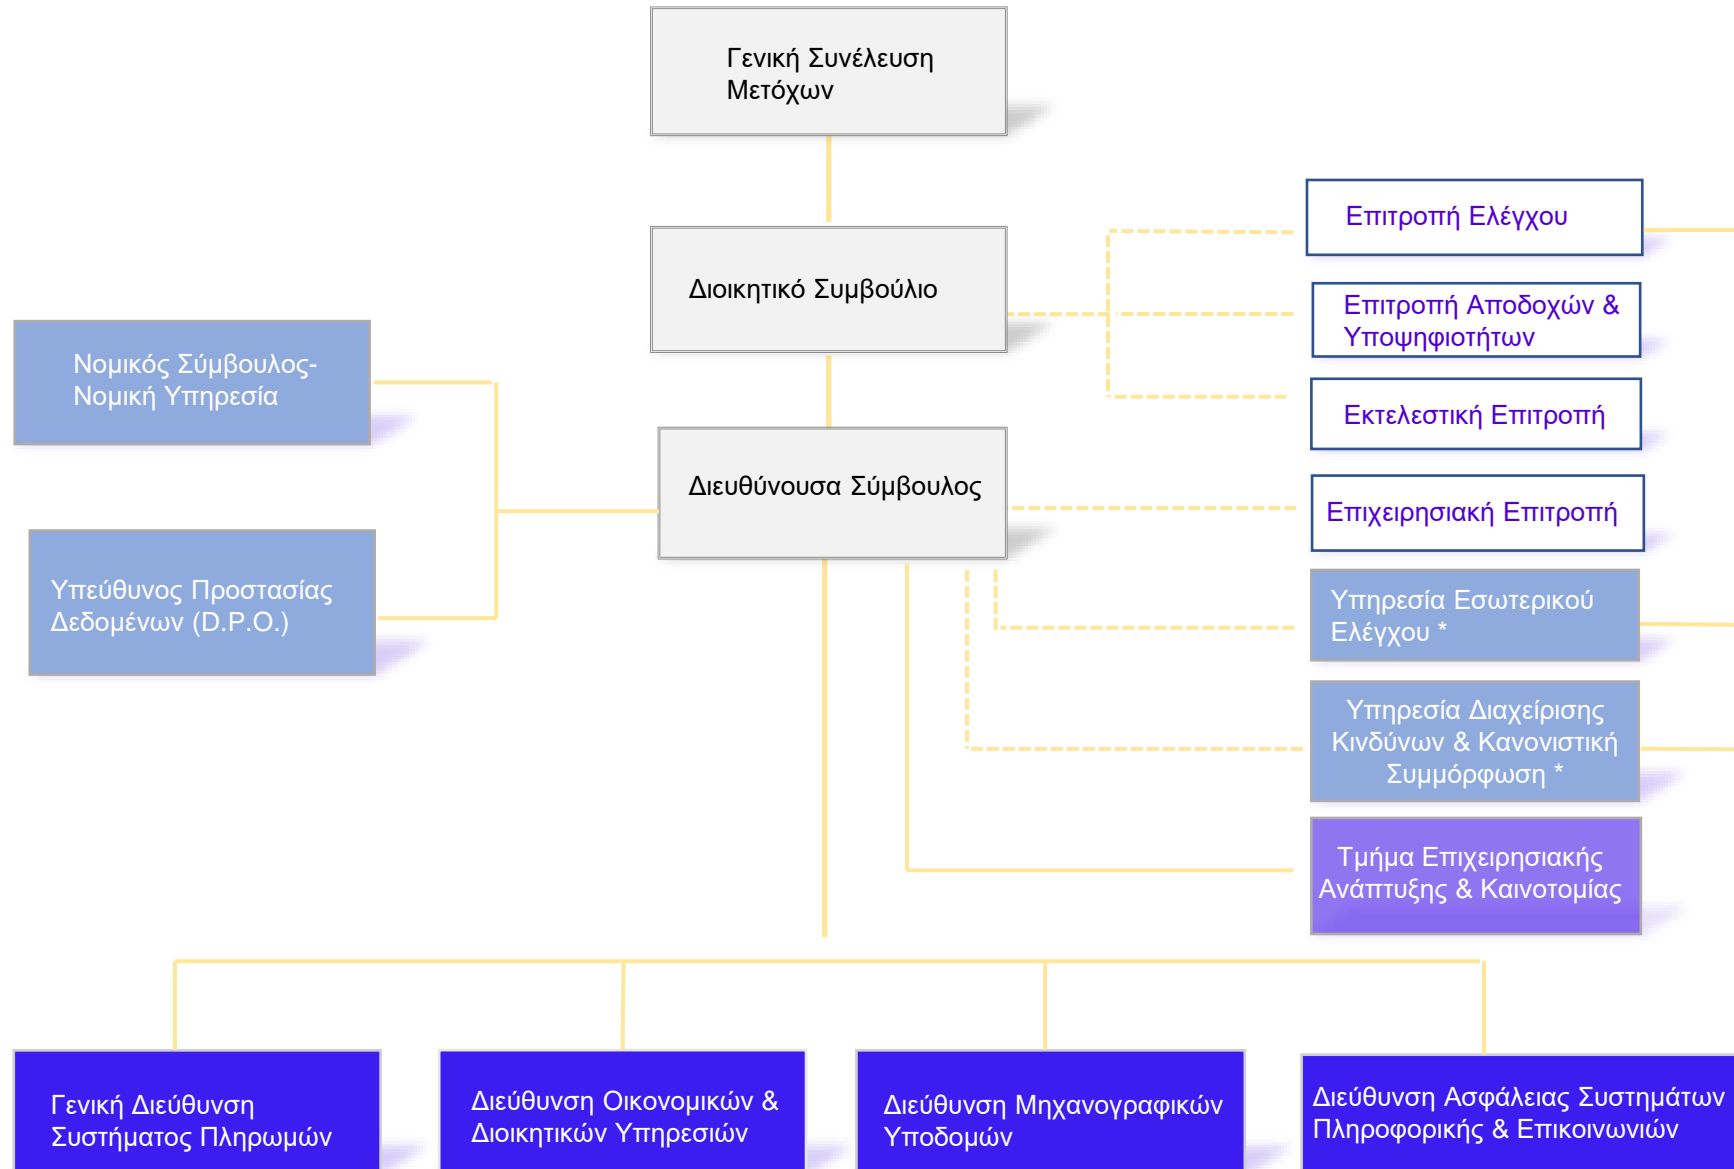 Γενική Συνέλευση
Μετόχων
Επιτροπή Ελέγχου
Διοικητικό Συμβούλιο
Επιτροπή Αποδοχών &
Υποψηφιοτήτων
Νομικός Σύμβουλος-
Νομική Υπηρεσία
Εκτελεστική Επιτροπή
Διευθύνουσα Σύμβουλος
Επιχειρησιακή Επιτροπή
Υπεύθυνος Προστασίας
Δεδομένων (D.P.O.)
Υπηρεσία Εσωτερικού
Ελέγχου *
Υπηρεσία Διαχείρισης
Κινδύνων & Κανονιστική
Συμμόρφωση *
Τμήμα Επιχειρησιακής
Ανάπτυξης & Καινοτομίας
Γενική Διεύθυνση
Συστήματος Πληρωμών
Διεύθυνση Οικονομικών &
Διοικητικών Υπηρεσιών
Διεύθυνση Μηχανογραφικών
Υποδομών
Διεύθυνση Ασφάλειας Συστημάτων
Πληροφορικής & Επικοινωνιών